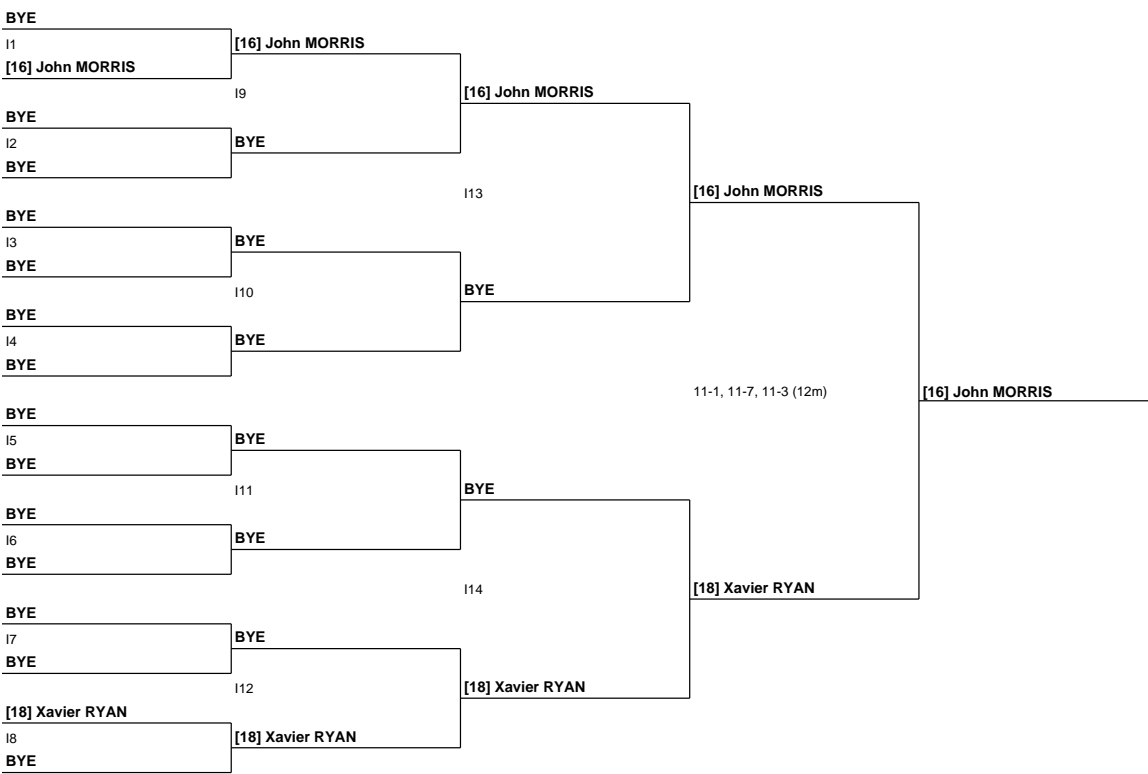 BYE
I1
[16] John MORRIS
BYE
I2
BYE
BYE
I3
BYE
BYE
I4
BYE
BYE
I5
BYE
BYE
I6
BYE
BYE
I7
BYE
[18] Xavier RYAN
I8
BYE
[16] John MORRIS
I9
BYE
BYE
I10
BYE
BYE
I11
BYE
BYE
I12
[18] Xavier RYAN
[16] John MORRIS
I13
BYE
BYE
I14
[18] Xavier RYAN
[16] John MORRIS
11-1, 11-7, 11-3 (12m)
[18] Xavier RYAN
[16] John MORRIS